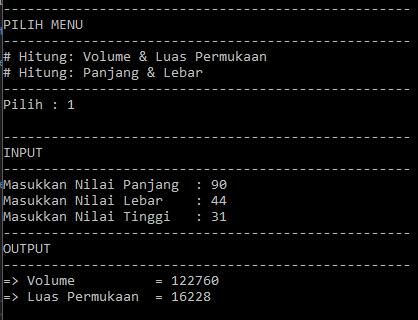 ---------------------------------------------------
PILIH MENU
---------------------------------------------------
# Hitung: Volume & Luas Permukaan
# Hitung: Panjang & Lebar
---------------------------------------------------
Pilih : 1
---------------------------------------------------
INPUT
---------------------------------------------------
Masukkan Nilai Panjang  : 90
Masukkan Nilai Lebar    : 44
Masukkan Nilai Tinggi   : 31
---------------------------------------------------
OUTPUT
---------------------------------------------------
=> Volume          = 122760
=> Luas Permukaan  = 16228